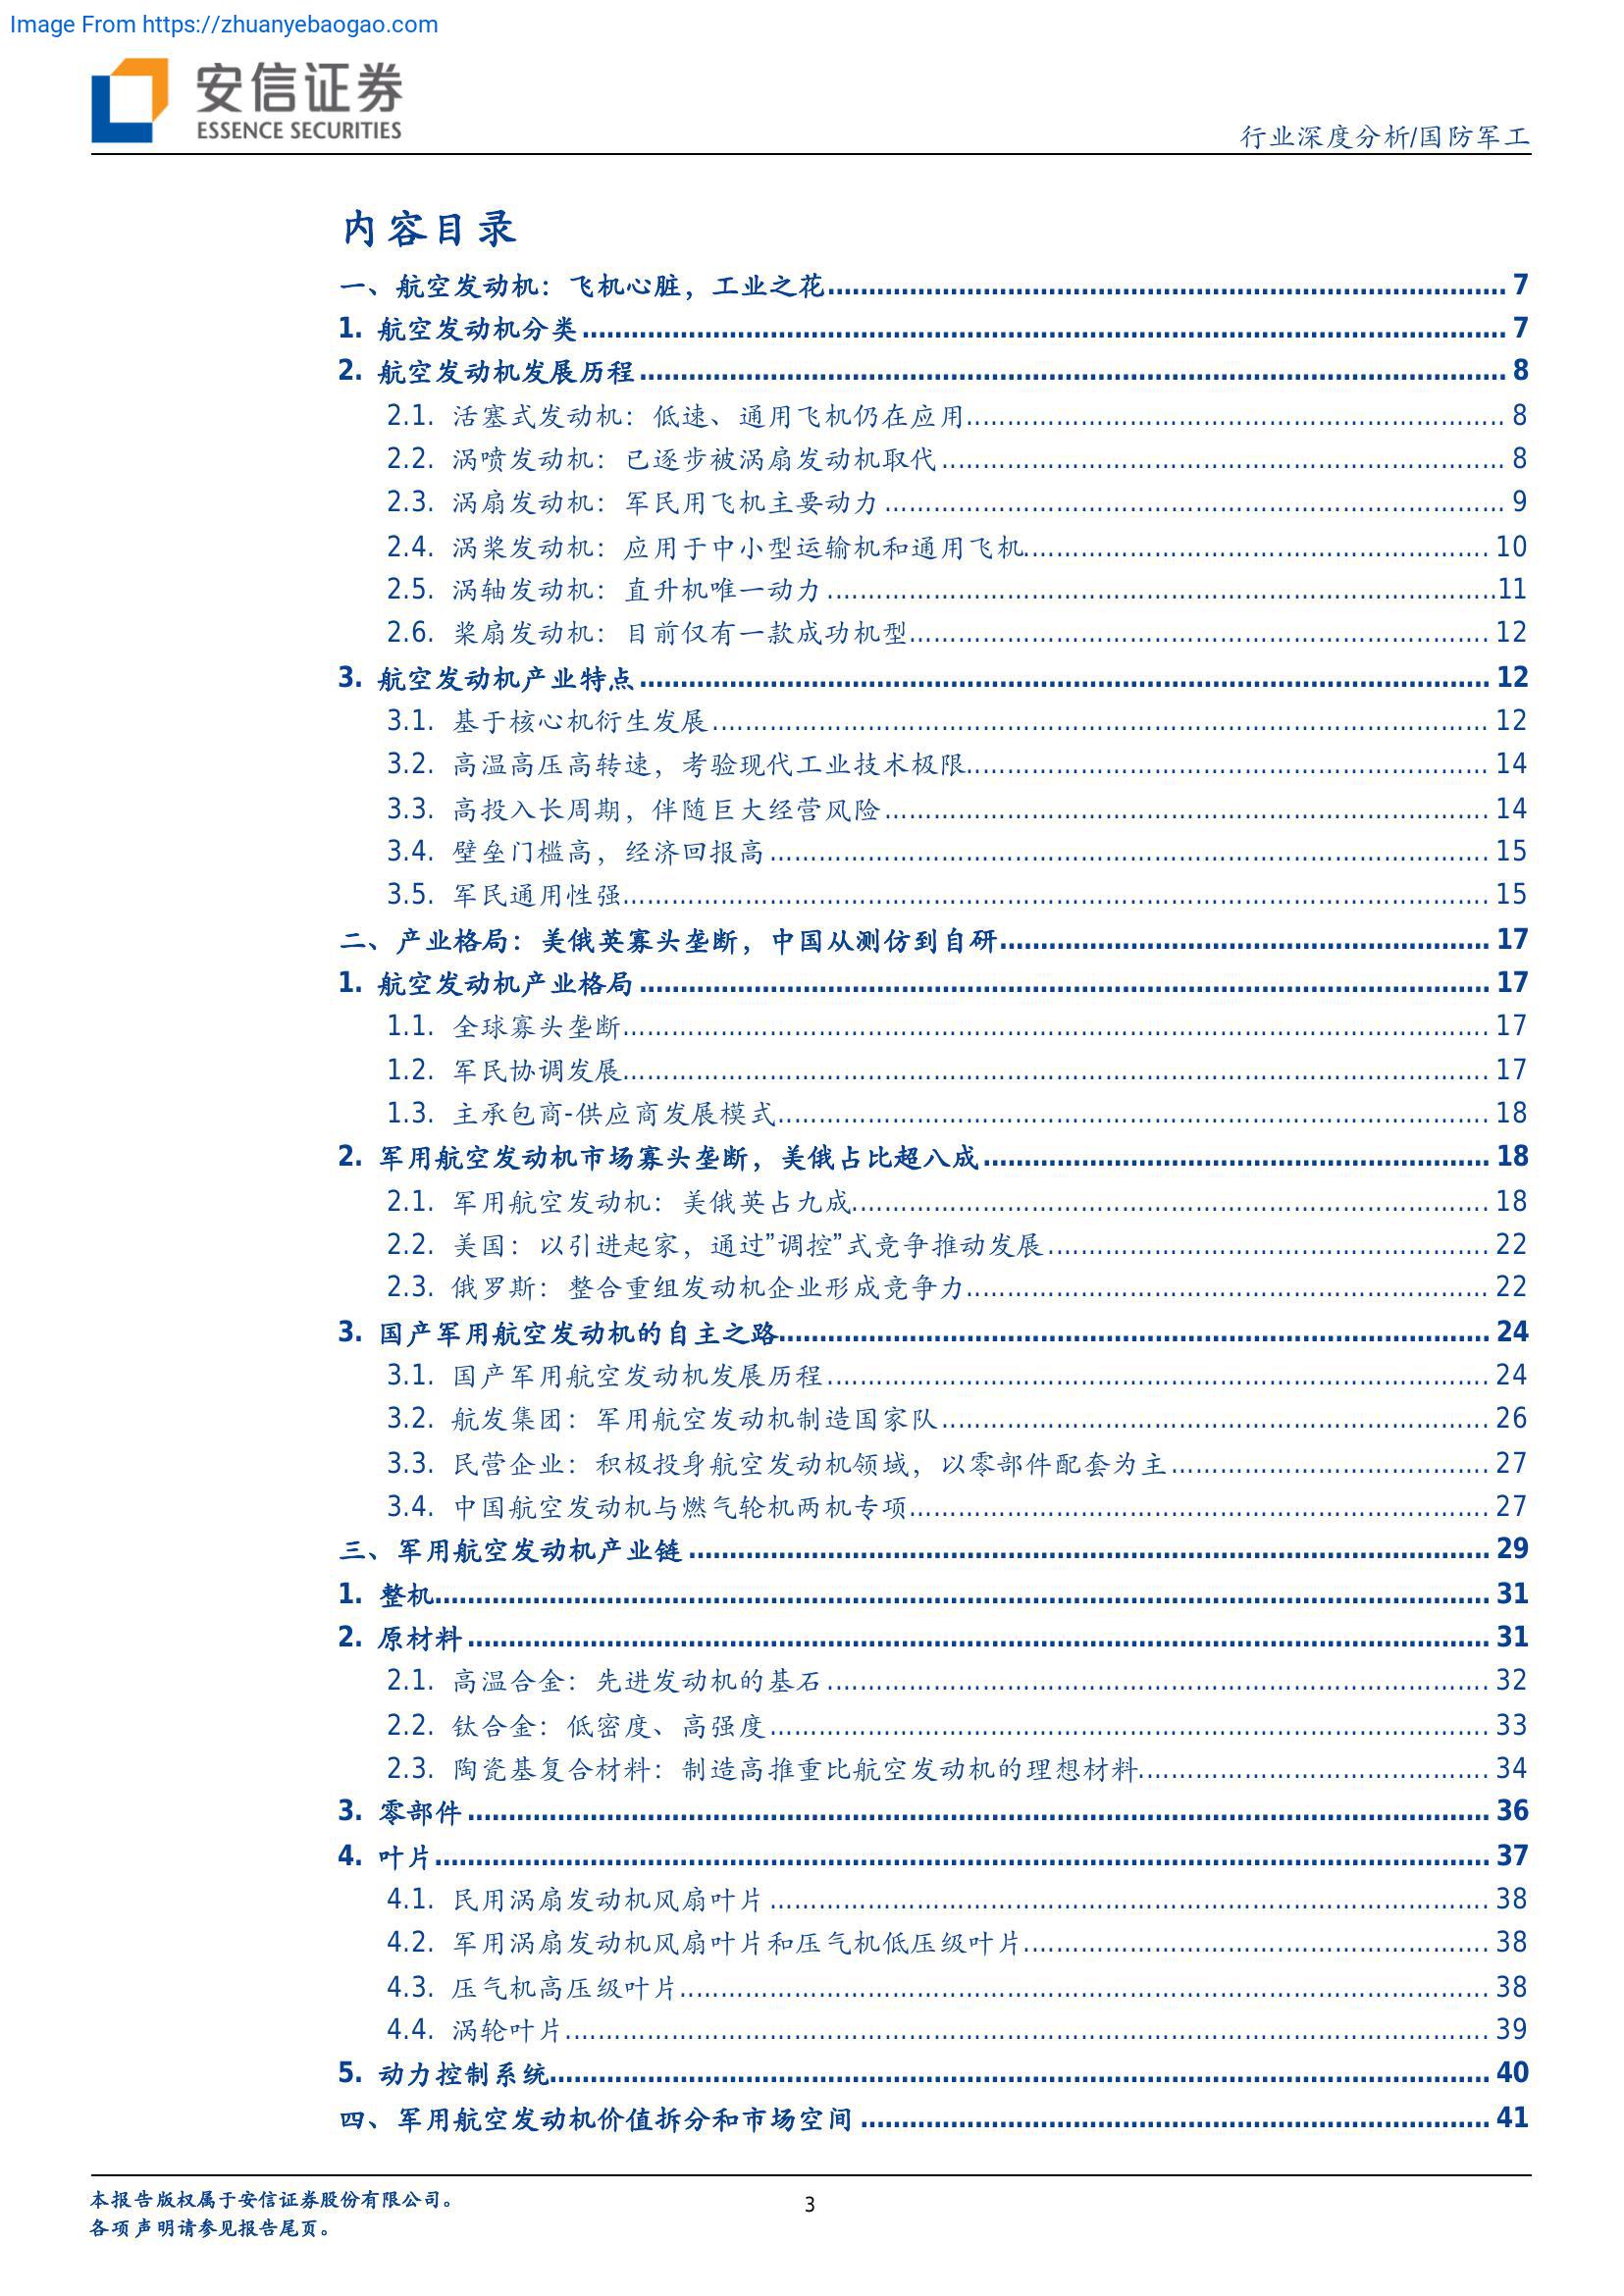 Image From https://zhuanyebaogao.com
安信证券
ESSENCE SECURITIES
行业深度分析/国防军工
内容目录
一、航空发动机：飞机心脏，工业之花 7
1. 航空发动机分类 7
2. 航空发动机发展历程 8
2.1. 活塞式发动机：低速、通用飞机仍在应用 8
2.2. 涡喷发动机：已逐步被涡扇发动机取代 8
2.3. 涡扇发动机：军民用飞机主要动力 9
2.4. 涡桨发动机：应用于中小型运输机和通用飞机 10
2.5. 涡轴发动机：直升机唯一动力 11
2.6. 桨扇发动机：目前仅有一款成功机型 12
3. 航空发动机产业特点 12
3.1. 基于核心机衍生发展 12
3.2. 高温高压高转速，考验现代工业技术极限 14
3.3. 高投入长周期，伴随巨大经营风险 14
3.4. 壁垒门槛高，经济回报高 15
3.5. 军民通用性强 15
二、产业格局：美俄英寡头垄断，中国从测仿到自研 17
1. 航空发动机产业格局 17
1.1. 全球寡头垄断 17
1.2. 军民协调发展 17
1.3. 主承包商-供应商发展模式 18
2. 军用航空发动机市场寡头垄断，美俄占比超八成 18
2.1. 军用航空发动机：美俄英占九成 18
2.2. 美国：以引进起家，通过”调控”式竞争推动发展 22
2.3. 俄罗斯：整合重组发动机企业形成竞争力 22
3. 国产军用航空发动机的自主之路 24
3.1. 国产军用航空发动机发展历程 24
3.2. 航发集团：军用航空发动机制造国家队 26
3.3. 民营企业：积极投身航空发动机领域，以零部件配套为主 27
3.4. 中国航空发动机与燃气轮机两机专项 27
三、军用航空发动机产业链 29
1. 整机 31
2. 原材料 31
2.1. 高温合金：先进发动机的基石 32
2.2. 钛合金：低密度、高强度 33
2.3. 陶瓷基复合材料：制造高推重比航空发动机的理想材料 34
3. 零部件 36
4. 叶片 37
4.1. 民用涡扇发动机风扇叶片 38
4.2. 军用涡扇发动机风扇叶片和压气机低压级叶片 38
4.3. 压气机高压级叶片 38
4.4. 涡轮叶片 39
5. 动力控制系统 40
四、军用航空发动机价值拆分和市场空间 41
本报告版权属于安信证券股份有限公司。
3
各项声明请参见报告尾页。